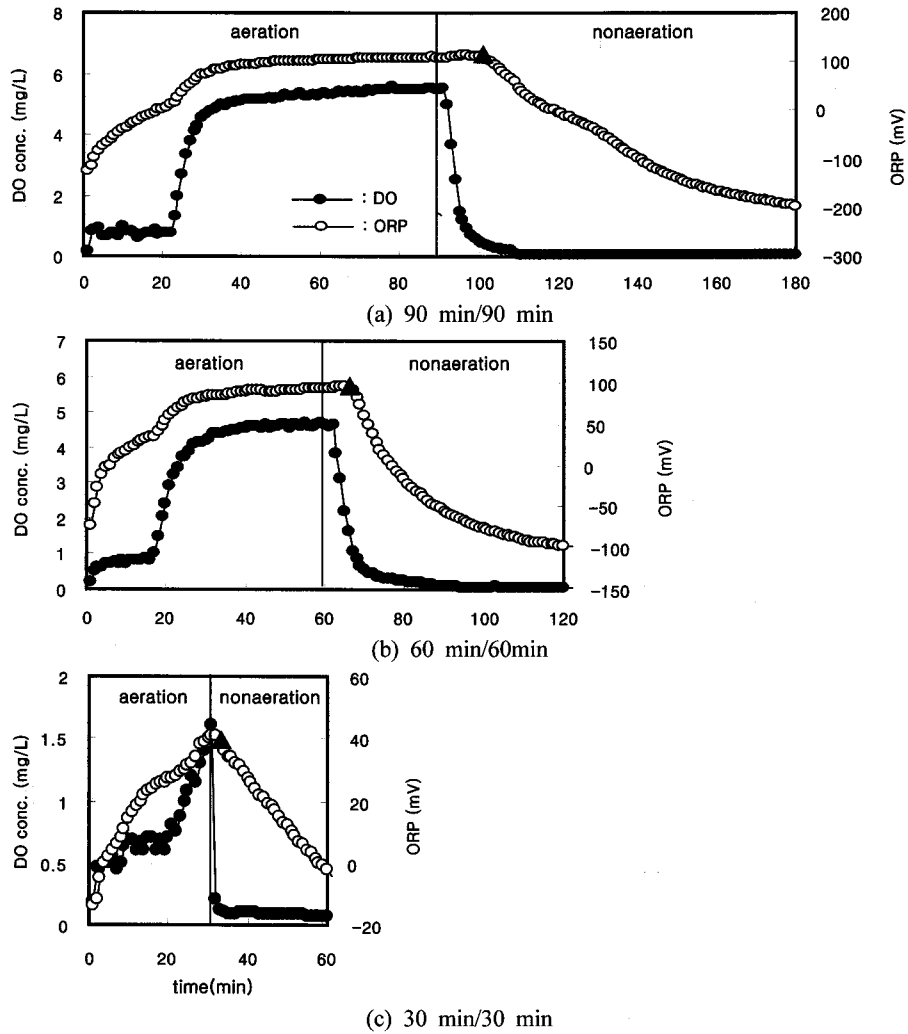 aeration
nonaeration
DO conc. (mg/L)
8
6
4
2
0
200
100
0
−100
−200
−300
ORP (mV)
: DO
: ORP
0 20 40 60 80 100 120 140 160 180
(a) 90 min/90 min
aeration
nonaeration
DO conc. (mg/L)
7
6
5
4
3
2
1
0
150
100
50
0
−50
−100
−150
ORP (mV)
0 20 40 60 80 100 120
(b) 60 min/60min
aeration
nonaeration
DO conc. (mg/L)
2
1.5
1
0.5
0
60
40
20
0
−20
ORP (mV)
0 20 40 60
time(min)
(c) 30 min/30 min